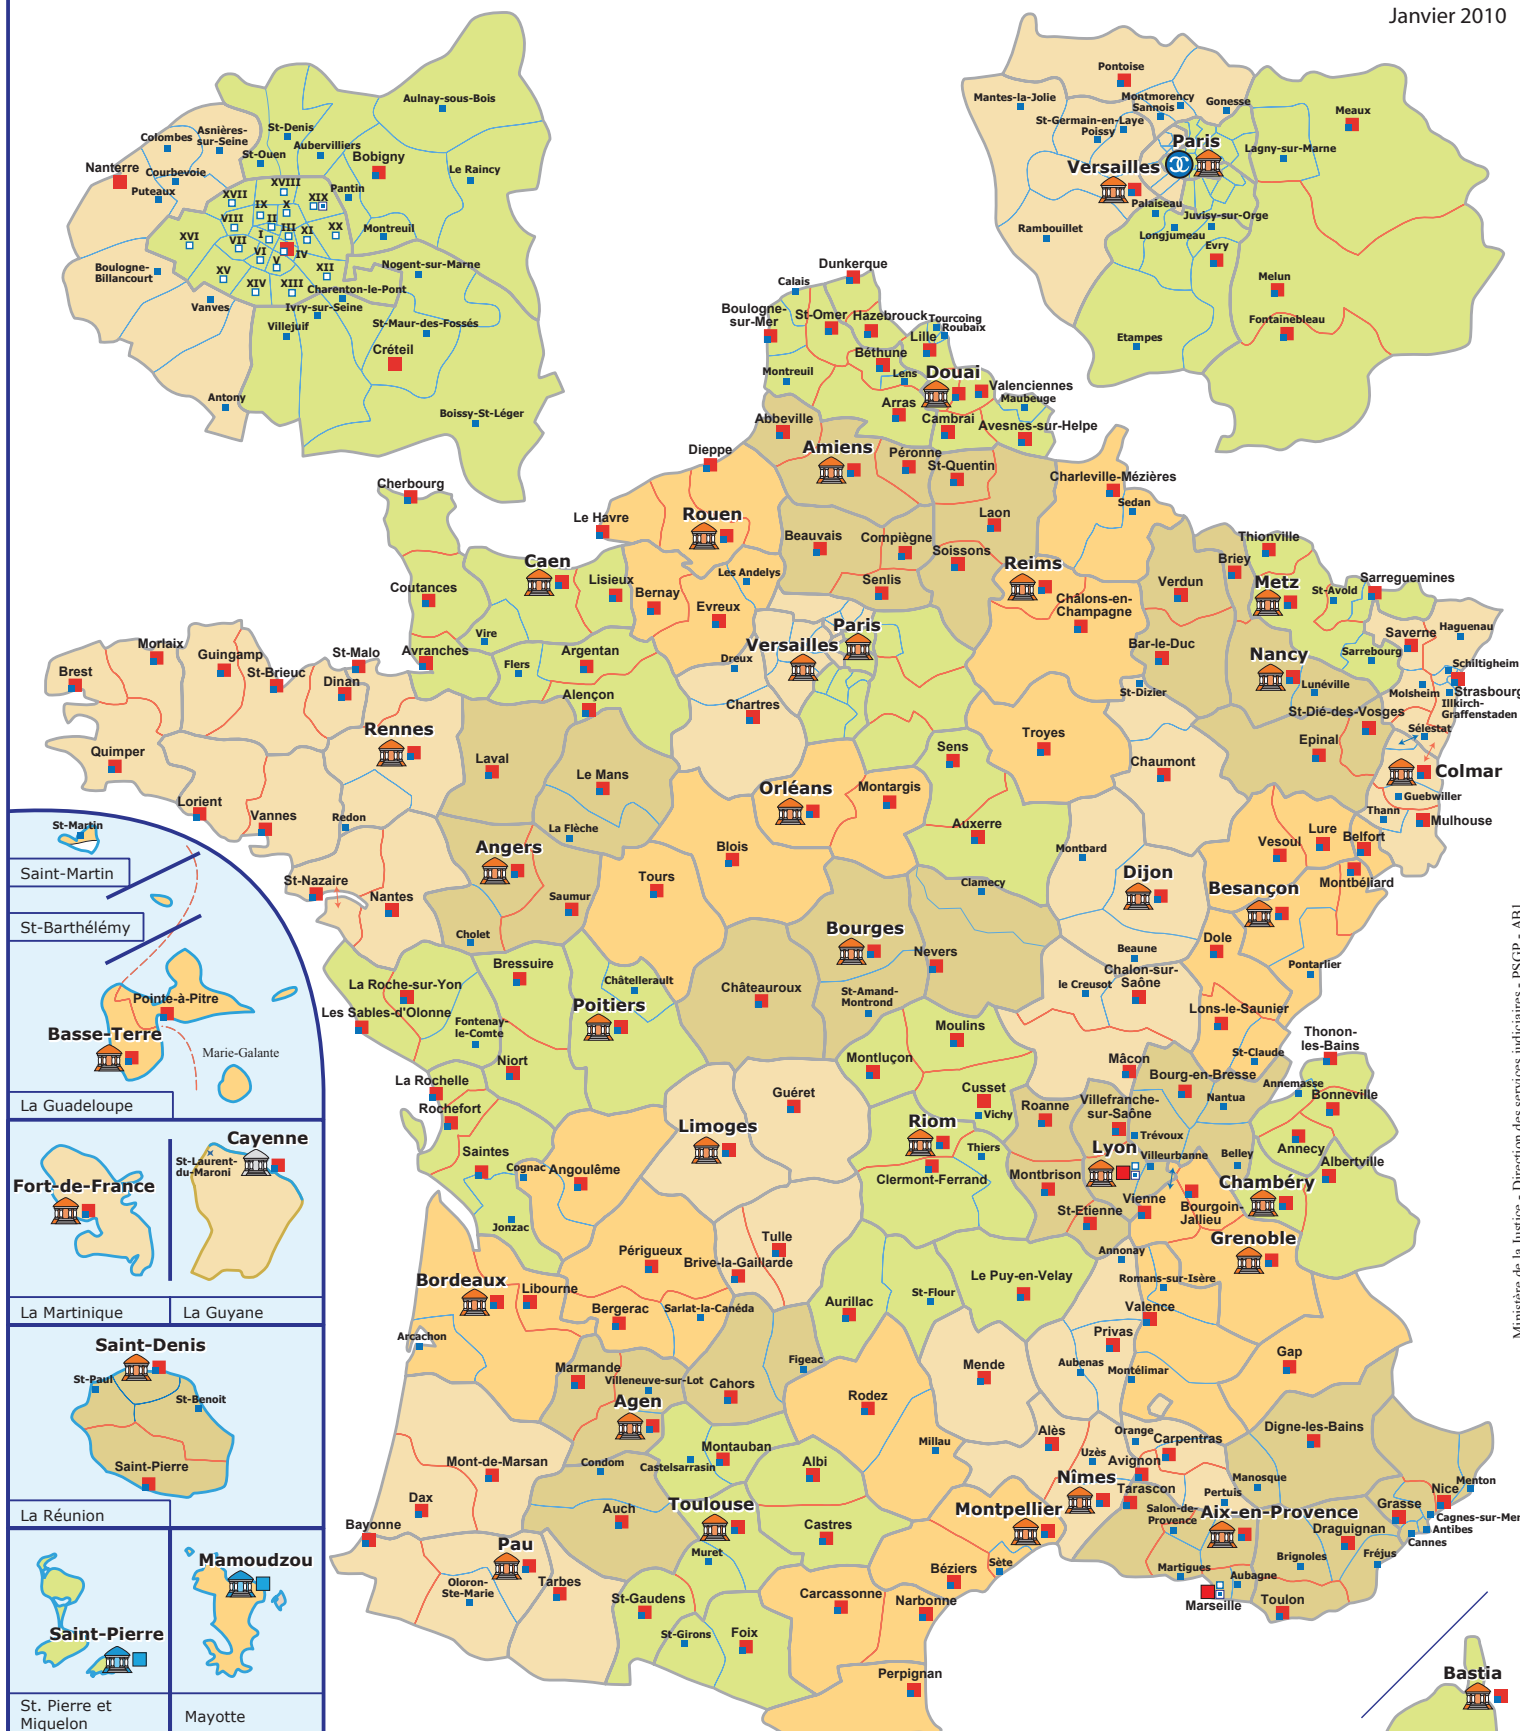 Janvier 2010
Aulnay-sous-Bois
Colombes
Asnières-
sur-Seine
St-Denis
St-Ouen
Aubervilliers
Bobigny
Le Raincy
Nanterre
Courbevoie
Puteaux
Pantin
XVIII
XVII
XIX
IX
X
VIII
II
III
XI
XX
XVI
VII
I
IV
VI
V
XII
XV
XIV
XIII
Montreuil
Boulogne-
Billancourt
Vanves
Nogent-sur-Marne
Charenton-le-Pont
Ivry-sur-Seine
Villejuif
St-Maur-des-Fossés
Créteil
Antony
Boissy-St-Léger
Pontoise
Mantes-la-Jolie
Montmorency
Sannois
Gonesse
Meaux
St-Germain-en-Laye
Poissy
Paris
Lagny-sur-Marne
Versailles
Palaiseau
Juvisy-sur-Orge
Rambouillet
Longjumeau
Evry
Melun
Fontainebleau
Etampes
Dunkerque
Calais
Boulogne-
sur-Mer
St-Omer
Hazebrouck
Tourcoing
Roubaix
Lille
Béthune
Montreuil
Lens
Douai
Valenciennes
Maubeuge
Arras
Cambrai
Avesnes-sur-Helpe
Abbeville
Dieppe
Amiens
Péronne
St-Quentin
Charleville-Mézières
Sedan
Cherbourg
Le Havre
Rouen
Laon
Beauvais
Compiègne
Soissons
Thionville
Briey
Caen
Reims
Verdun
Metz
St-Avold
Sarreguemines
Coutances
Lisieux
Bernay
Les Andelys
Senlis
Evreux
Châlons-en-
Champagne
Paris
Versailles
Vire
Avranches
Flers
Argentan
Dreux
Bar-le-Duc
Nancy
Sarrebourg
Saverne
Haguenau
Schiltigheim
Molsheim
Strasbourg
Illkirch-
Graffenstaden
Morlaix
Brest
Guingamp
St-Brieuc
St-Malo
Dinan
Alençon
Chartres
St-Dizier
Lunéville
St-Dié-des-Vosges
Sélestat
Epinal
Rennes
Quimper
Laval
Le Mans
Sens
Troyes
Chaumont
Colmar
Orléans
Montargis
Guebwiller
Thann
Mulhouse
Lorient
Vannes
Redon
La Flèche
Auxerre
Lure
Belfort
Vesoul
Montbéliard
Angers
Blois
Montbard
Dijon
Besançon
St-Nazaire
Nantes
Saumur
Tours
Clamecy
Cholet
Bourges
Nevers
Beaune
Dole
Pontarlier
Bressuire
La Roche-sur-Yon
Châtellerault
Châteauroux
St-Amand-
Montrond
le Creusot
Chalon-sur-
Saône
Les Sables-d'Olonne
Fontenay-
le-Comte
Poitiers
Lons-le-Saunier
Niort
Moulins
Montluçon
Mâcon
St-Claude
Thonon-
les-Bains
La Rochelle
Rochefort
Guéret
Cusset
Vichy
Bourg-en-Bresse
Nantua
Annemasse
Bonneville
Limoges
Riom
Roanne
Villefranche-
sur-Saône
Trévoux
Annecy
Saintes
Cognac
Angoulême
Thiers
Clermont-Ferrand
Montbrison
Lyon
Villeurbanne
Belley
Albertville
Chambéry
Jonzac
St-Etienne
Vienne
Bourgoin-
Jallieu
Grenoble
Tulle
Périgueux
Brive-la-Gaillarde
Annonay
Romans-sur-Isère
Bordeaux
Libourne
Aurillac
St-Flour
Le Puy-en-Velay
Valence
Bergerac
Sarlat-la-Canéda
Privas
Arcachon
Aubenas
Montélimar
Gap
Marmande
Villeneuve-sur-Lot
Agen
Cahors
Figeac
Rodez
Mende
Digne-les-Bains
Mont-de-Marsan
Condom
Castelsarrasin
Montauban
Albi
Millau
Alès
Uzès
Orange
Carpentras
Avignon
Manosque
Pertuis
Nice
Menton
Dax
Auch
Toulouse
Castres
Montpellier
Nîmes
Tarascon
Salon-de-
Provence
Aix-en-Provence
Grasse
Cagnes-sur-Mer
Antibes
Cannes
Draguignan
Fréjus
Bayonne
Pau
Muret
Béziers
Sète
Martigues
Aubagne
Brignoles
Oloron-
Ste-Marie
Tarbes
St-Gaudens
Carcassonne
Narbonne
Marseille
Toulon
St-Girons
Foix
Perpignan
Bastia
St-Martin
Saint-Martin
St-Barthélémy
Pointe-à-Pitre
Basse-Terre
Marie-Galante
La Guadeloupe
Cayenne
St-Laurent-
du-Maroni
Fort-de-France
La Martinique
La Guyane
Saint-Denis
St-Paul
St-Benoit
Saint-Pierre
La Réunion
Mamoudzou
Saint-Pierre
St. Pierre et
Miquelon
Mayotte
Ministère de la Justice - Direction des services judiciaires - PSGP - AB1